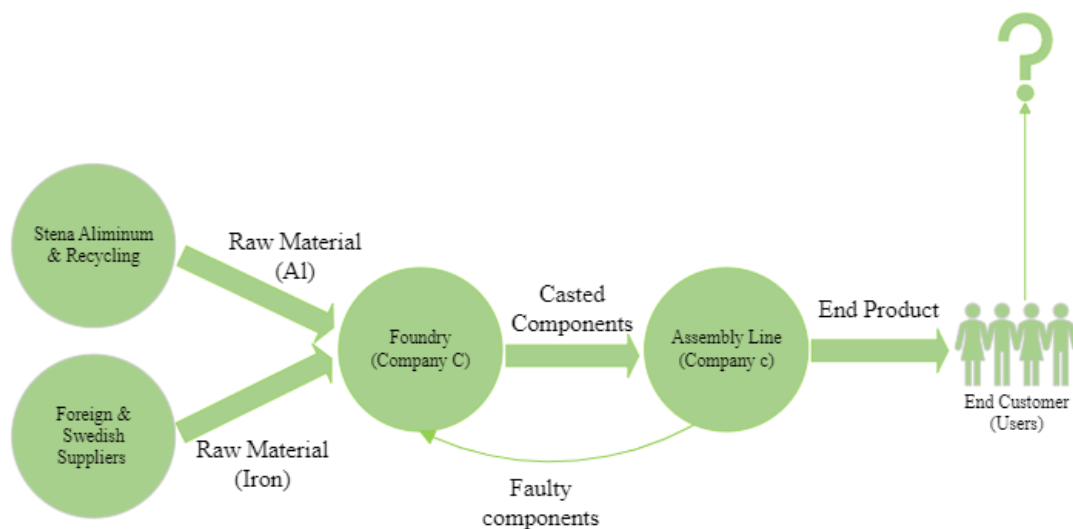 ?
Stena Aliminum
& Recycling
Raw Material
(Al)
Foundry
(Company C)
Casted
Components
Assembly Line
(Company c)
End Product
End Customer
(Users)
Foreign &
Swedish
Suppliers
Raw Material
(Iron)
Faulty
components